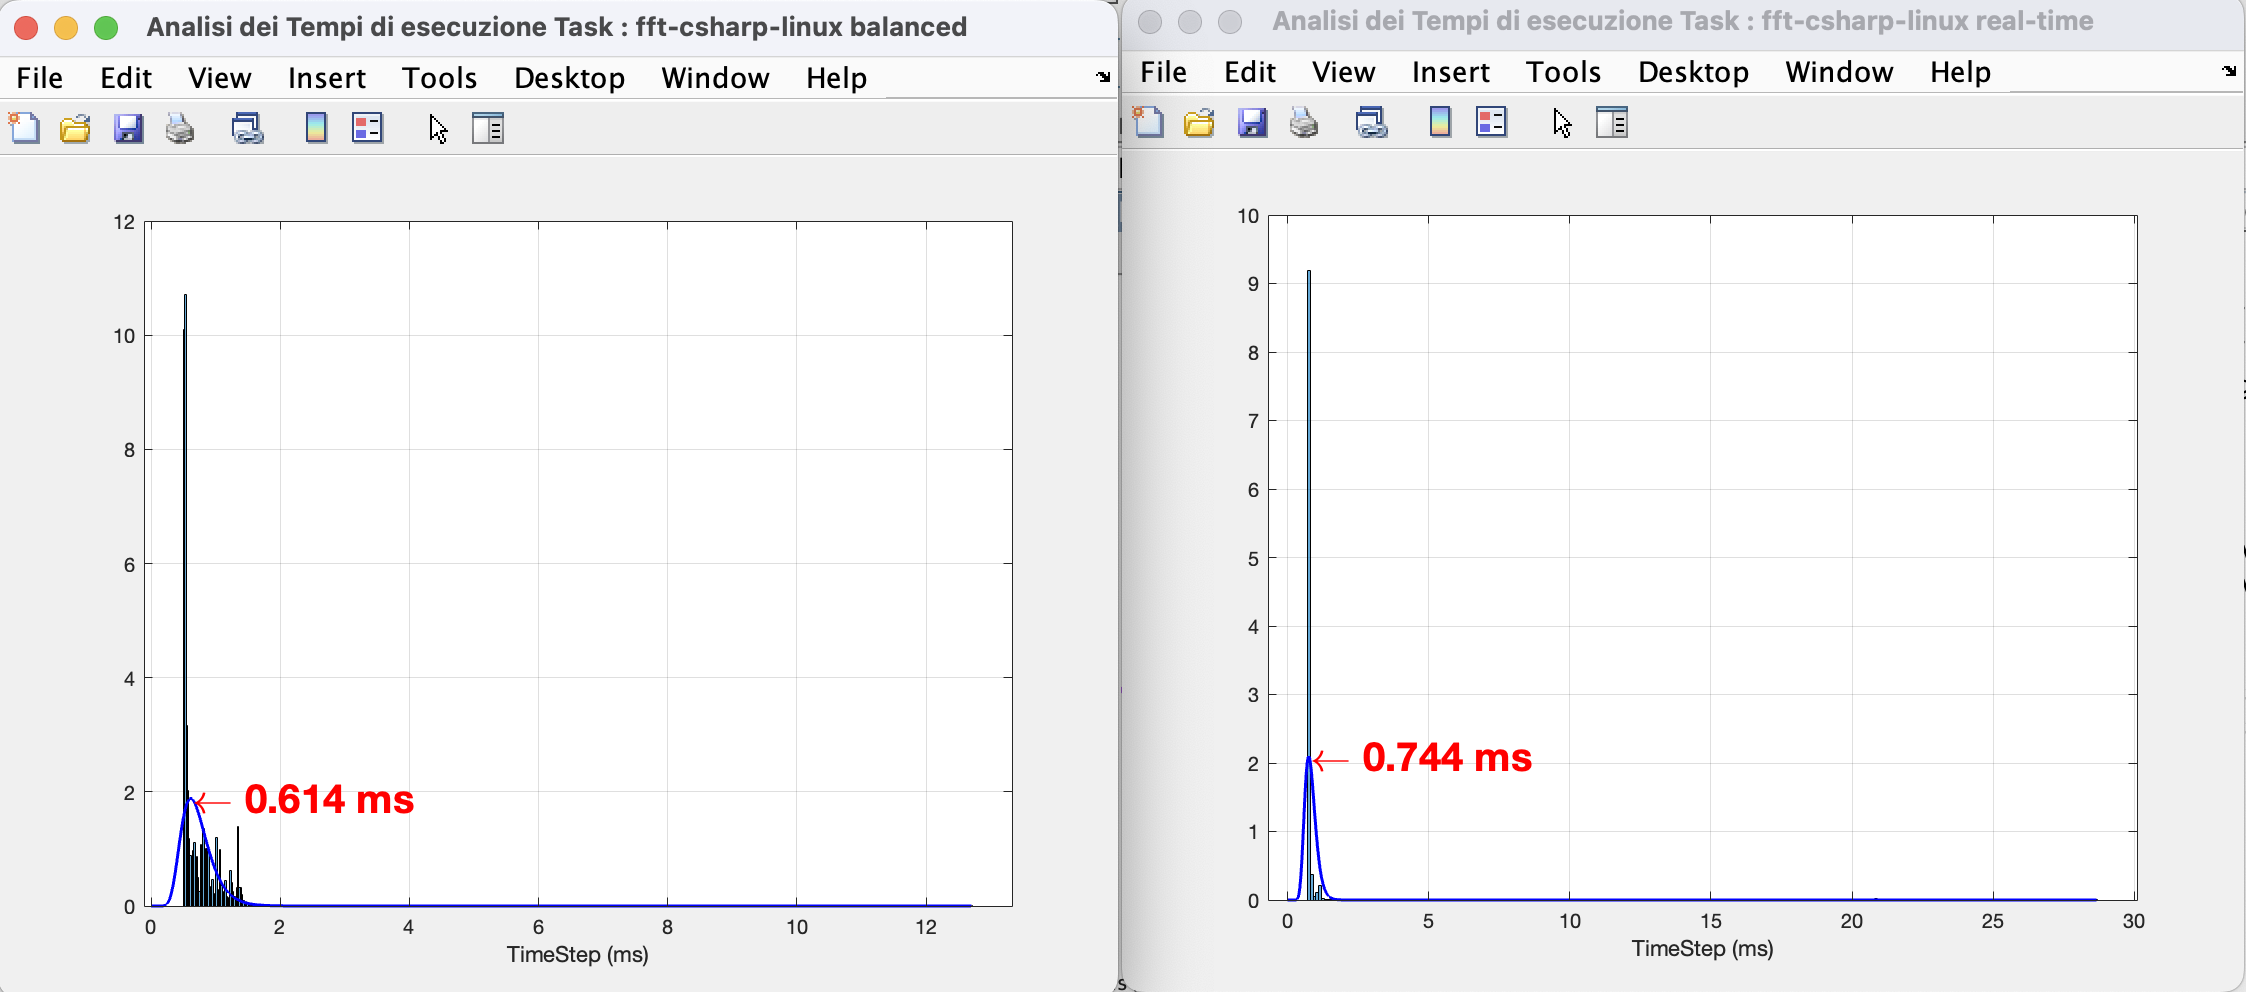 Analisi dei Tempi di esecuzione Task : fft-csharp-linux balanced
File Edit View Insert Tools Desktop Window Help
12
10
8
6
4
2
0
0.614 ms
0 2 4 6 8 10 12
TimeStep (ms)
Analisi dei Tempi di esecuzione Task : fft-csharp-linux real-time
File Edit View Insert Tools Desktop Window Help
10
9
8
7
6
5
4
3
2
1
0
0.744 ms
0 5 10 15 20 25 30
TimeStep (ms)